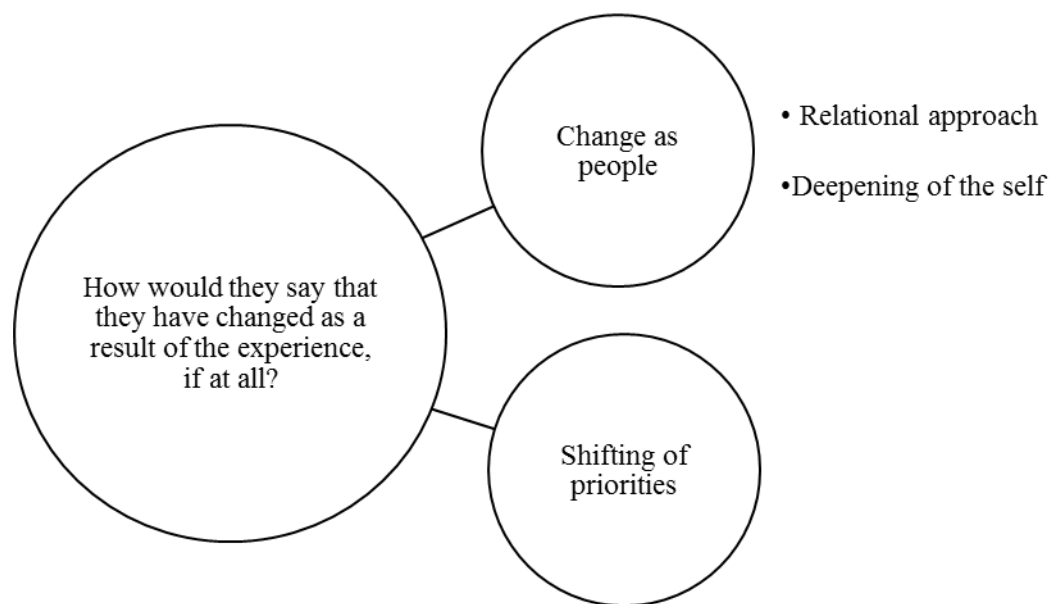 How would they say that
they have changed as a
result of the experience,
if at all?
Change as
people
• Relational approach
•Deepening of the self
Shifting of
priorities